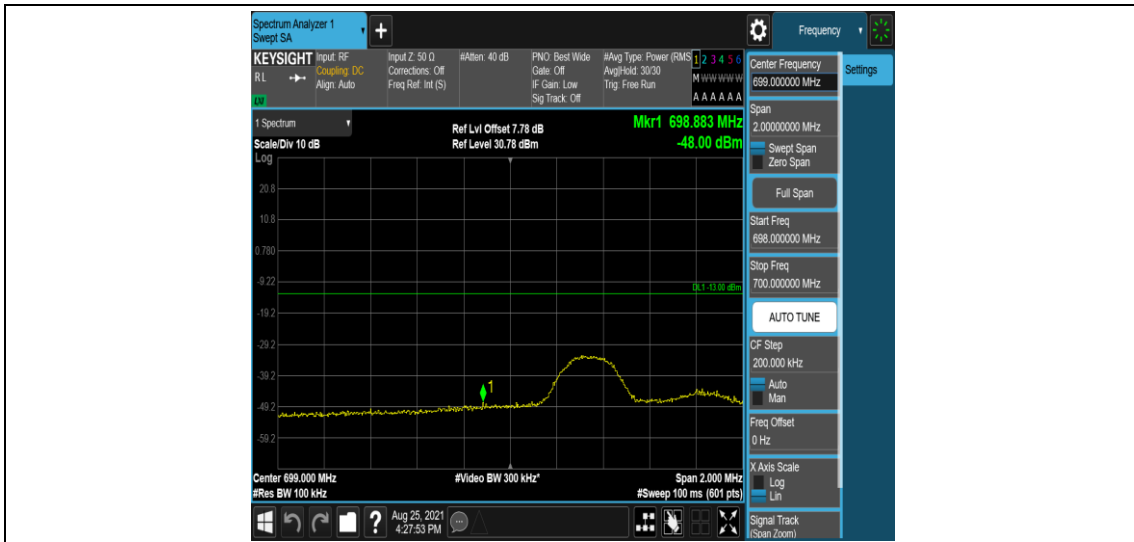 Spectrum Analyzer 1
Swept SA
Frequency
KEYSIGHT
RL
LXI
Input: RF
Coupling: DC
Align: Auto
Input Z: 50 Ω
Corrections: Off
Freq Ref: Int (S)
#Atten: 40 dB
PNO: Best Wide
Gate: Off
IF Gain: Low
Sig Track: Off
#Avg Type: Power (RMS
Avg|Hold: 30/30
Trig: Free Run
1 2 3 4 5 6
M W W W W W
A A A A A A
Center Frequency
699.000000 MHz
Settings
Span
2.00000000 MHz
Swept Span
Zero Span
Full Span
Start Freq
698.000000 MHz
Stop Freq
700.000000 MHz
AUTO TUNE
CF Step
200.000 kHz
Auto
Man
Freq Offset
0 Hz
X Axis Scale
Log
Lin
Signal Track
(Span Zoom)
1 Spectrum
Scale/Div 10 dB
Ref Lvl Offset 7.78 dB
Ref Level 30.78 dBm
Mkr1 698.883 MHz
-48.00 dBm
Log
20.8
10.8
0.780
-9.22
DL1 -13.00 dBm
-19.2
-29.2
-39.2
1
-49.2
-59.2
Center 699.000 MHz
#Res BW 100 kHz
#Video BW 300 kHz*
Span 2.000 MHz
#Sweep 100 ms (601 pts)
?
Aug 25, 2021
4:27:53 PM